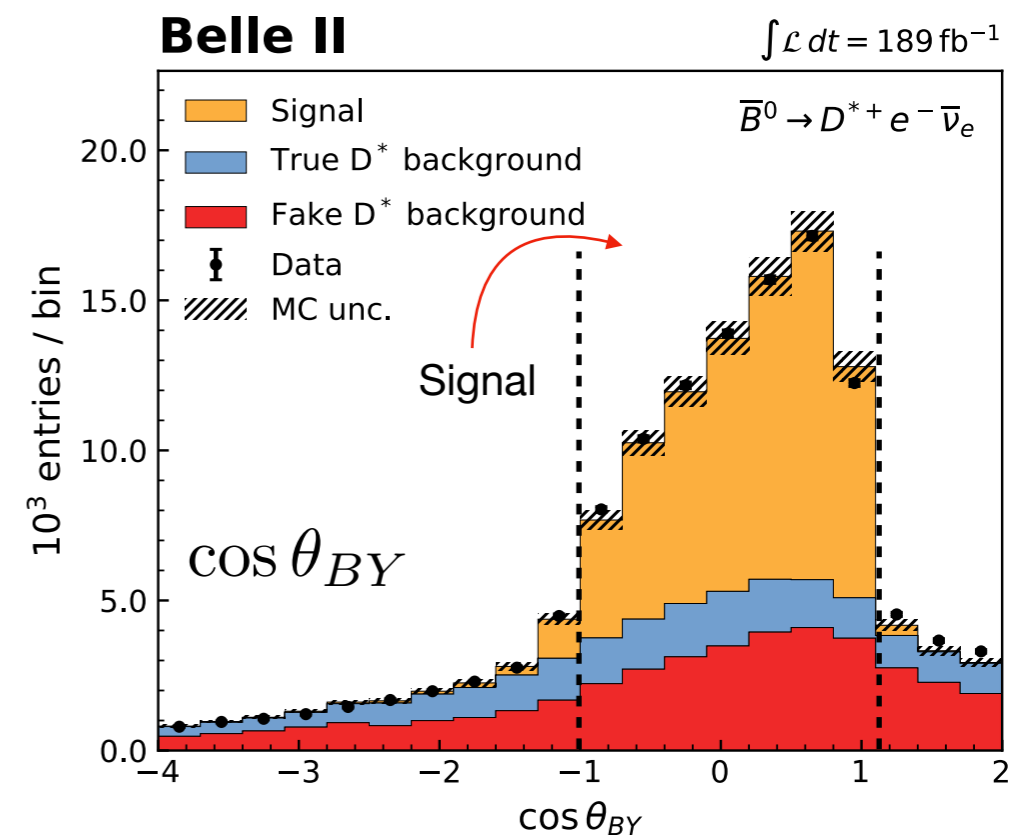 Belle II
∫ℒ dt = 189 fb⁻¹
B̅⁰ → D*⁺ e⁻ ν̅ₑ
Signal
True D* background
Fake D* background
Data
MC unc.
Signal
cos θ_BY
10³ entries / bin
20.0
15.0
10.0
5.0
0.0
−4 −3 −2 −1 0 1 2
cos θ_BY